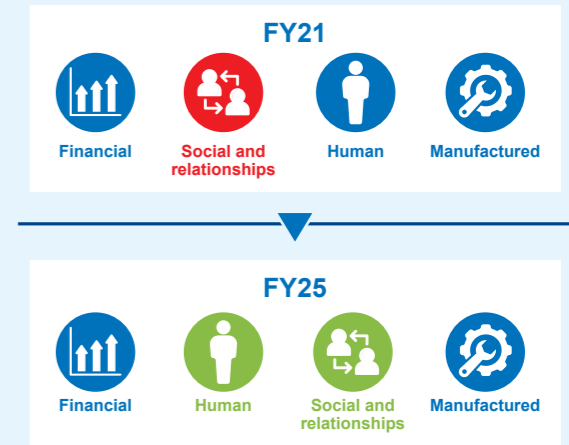 FY21
Financial
Social and
relationships
Human
Manufactured
FY25
Financial
Human
Social and
relationships
Manufactured